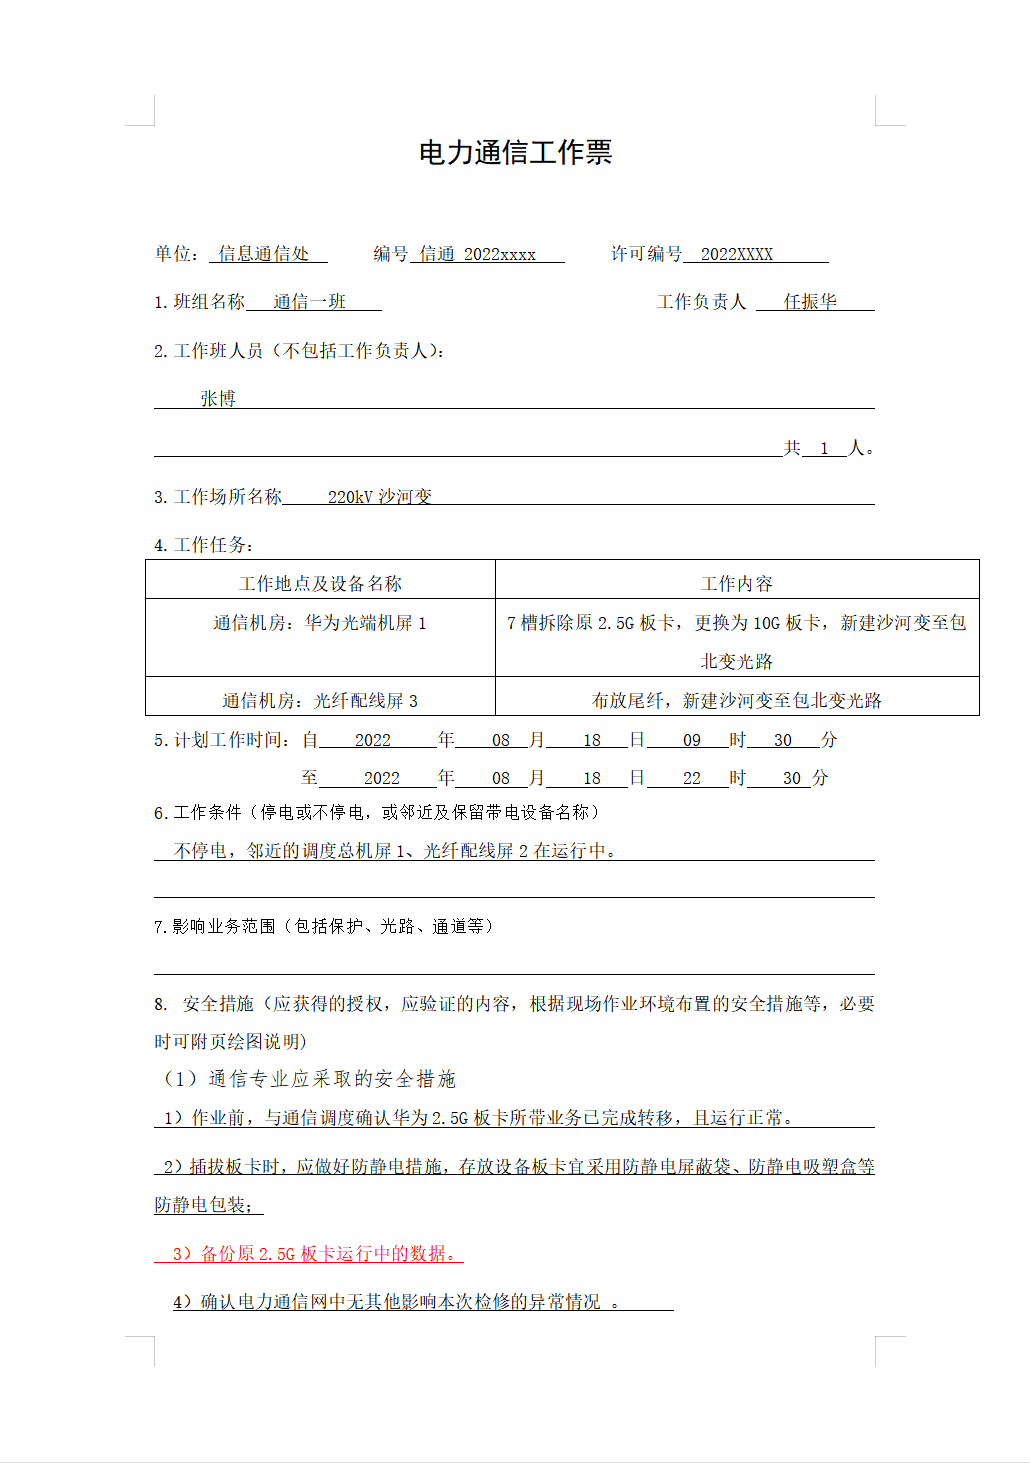 电力通信工作票
单位： 信息通信处 编号 信通 2022xxxx 许可编号 2022XXXX
1.班组名称 通信一班 工作负责人 任振华
2.工作班人员（不包括工作负责人）：
张博
共 1 人。
3.工作场所名称 220kV 沙河变
4.工作任务：
工作地点及设备名称 工作内容
通信机房：华为光端机屏 1 7 槽拆除原 2.5G 板卡，更换为 10G 板卡，新建沙河变至包
北变光路
通信机房：光纤配线屏 3 布放尾纤，新建沙河变至包北变光路
5.计划工作时间：自 2022 年 08 月 18 日 09 时 30 分
至 2022 年 08 月 18 日 22 时 30 分
6.工作条件（停电或不停电，或邻近及保留带电设备名称）
不停电，邻近的调度总机屏 1、光纤配线屏 2 在运行中。
7.影响业务范围（包括保护、光路、通道等）
8. 安全措施（应获得的授权，应验证的内容，根据现场作业环境布置的安全措施等，必要
时可附页绘图说明)
（1）通信专业应采取的安全措施
1）作业前，与通信调度确认华为 2.5G 板卡所带业务已完成转移，且运行正常。
2）插拔板卡时，应做好防静电措施，存放设备板卡宜采用防静电屏蔽袋、防静电吸塑盒等
防静电包装；
3）备份原 2.5G 板卡运行中的数据。
4）确认电力通信网中无其他影响本次检修的异常情况 。